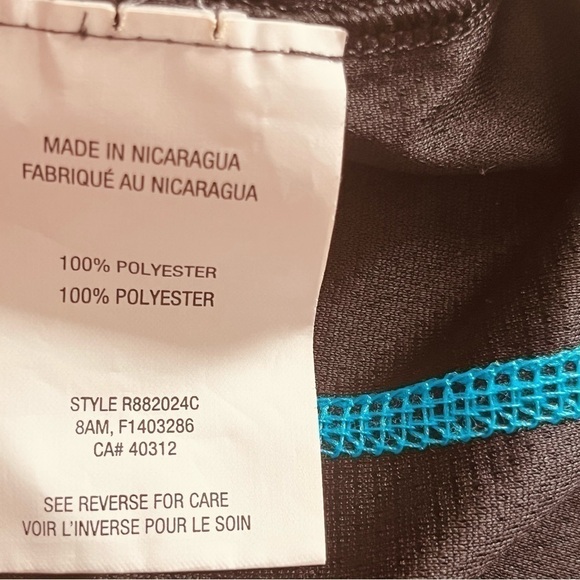 MADE IN NICARAGUA
FABRIQUÉ AU NICARAGUA
100% POLYESTER
100% POLYESTER
STYLE R882024C
8AM, F1403286
CA# 40312
SEE REVERSE FOR CARE
VOIR L'INVERSE POUR LE SOIN